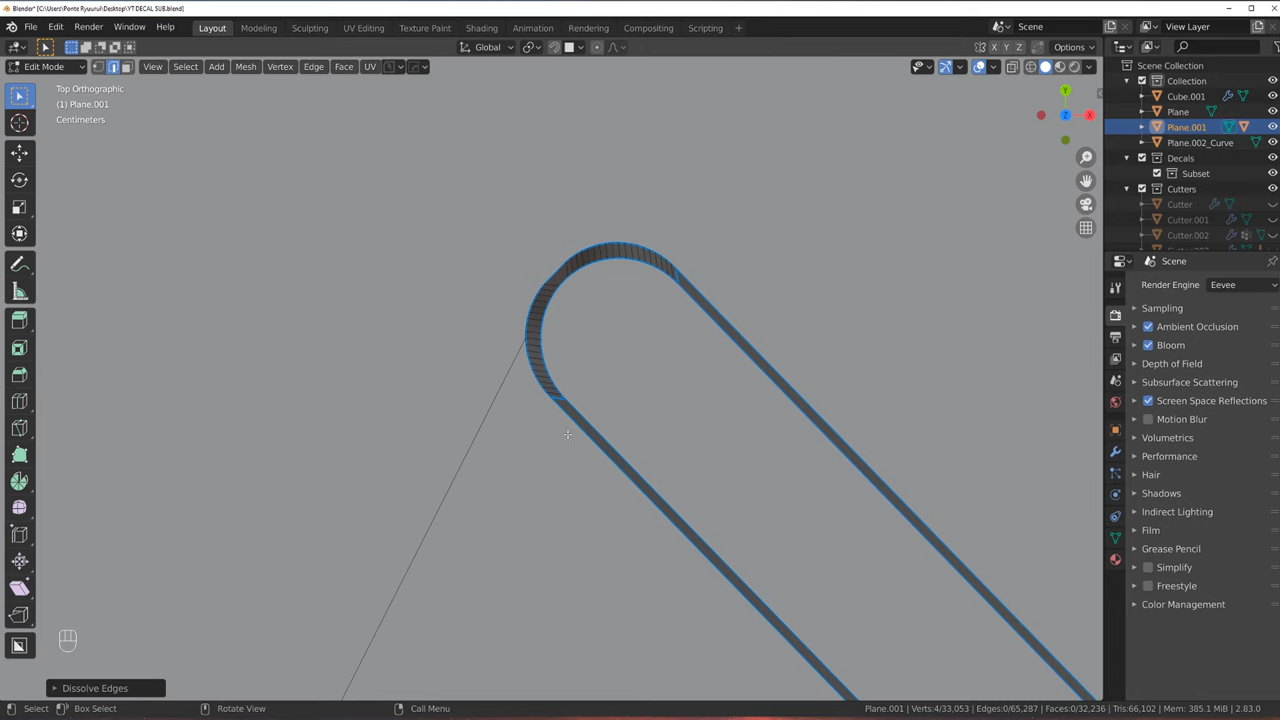 Blender* [C:\Users\Ponte Ryuurui\Desktop\YT DECAL SUB.blend]
File Edit Render Window Help Layout Modeling Sculpting UV Editing Texture Paint Shading Animation Rendering Compositing Scripting Scene View Layer
Global X Y Z Options
Edit Mode View Select Add Mesh Vertex Edge Face UV
Scene Collection
Collection
Cube.001
Plane
Plane.001
Plane.002_Curve
Decals
Subset
Cutters
Cutter
Cutter.001
Cutter.002
Top Orthographic
(1) Plane.001
Centimeters
Y
Z
X
Scene
Render Engine Eevee
Sampling
Ambient Occlusion
Bloom
Depth of Field
Subsurface Scattering
Screen Space Reflections
Motion Blur
Volumetrics
Performance
Hair
Shadows
Indirect Lighting
Film
Grease Pencil
Simplify
Freestyle
Color Management
Dissolve Edges
Select Box Select Rotate View Call Menu Plane.001 | Verts:4/33,053 | Edges:0/65,287 | Faces:0/32,236 | Tris:66,102 | Mem: 385.1 MiB | 2.83.0